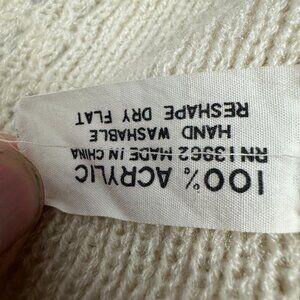 100% ACRYLIC
RN 13962 MADE IN CHINA
HAND WASHABLE
RESHAPE DRY FLAT